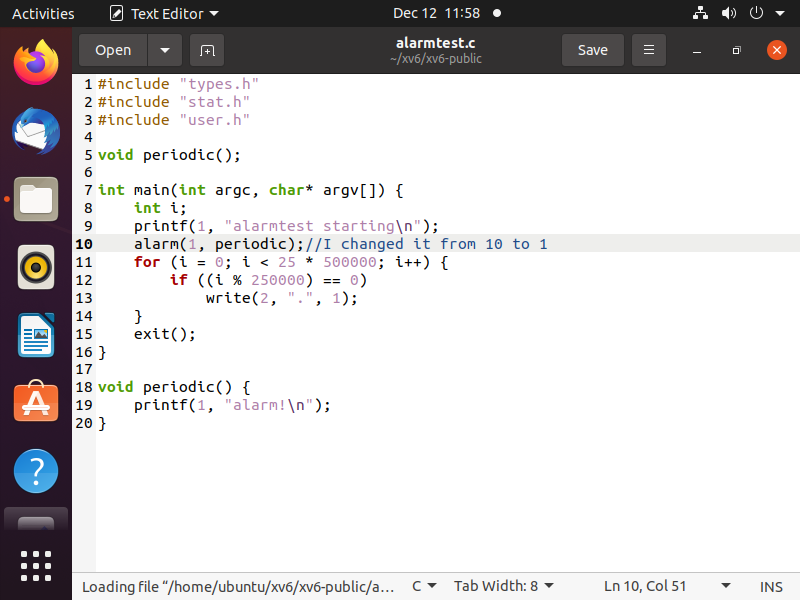 Activities Text Editor Dec 12 11:58
Open alarmtest.c Save
~/xv6/xv6-public
1 #include "types.h"
2 #include "stat.h"
3 #include "user.h"
4
5 void periodic();
6
7 int main(int argc, char* argv[]) {
8     int i;
9     printf(1, "alarmtest starting\n");
10     alarm(1, periodic);//I changed it from 10 to 1
11     for (i = 0; i < 25 * 500000; i++) {
12         if ((i % 250000) == 0)
13             write(2, ".", 1);
14     }
15     exit();
16 }
17
18 void periodic() {
19     printf(1, "alarm!\n");
20 }
Loading file “/home/ubuntu/xv6/xv6-public/a… C Tab Width: 8 Ln 10, Col 51 INS